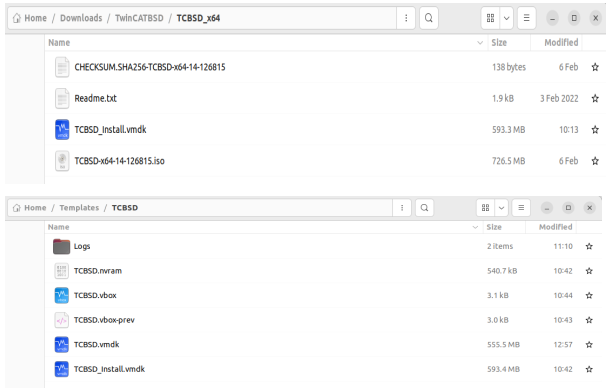 Home / Downloads / TwinCATBSD / TCBSD_x64
Name Size Modified
CHECKSUM.SHA256-TCBSD-x64-14-126815 138 bytes 6 Feb
Readme.txt 1.9 kB 3 Feb 2022
TCBSD_Install.vmdk 593.3 MB 10:13
TCBSD-x64-14-126815.iso 726.5 MB 6 Feb
Home / Templates / TCBSD
Name Size Modified
Logs 2 items 11:10
TCBSD.nvram 540.7 kB 10:42
TCBSD.vbox 3.1 kB 10:44
TCBSD.vbox-prev 3.0 kB 10:43
TCBSD.vmdk 555.5 MB 12:57
TCBSD_Install.vmdk 593.4 MB 10:42